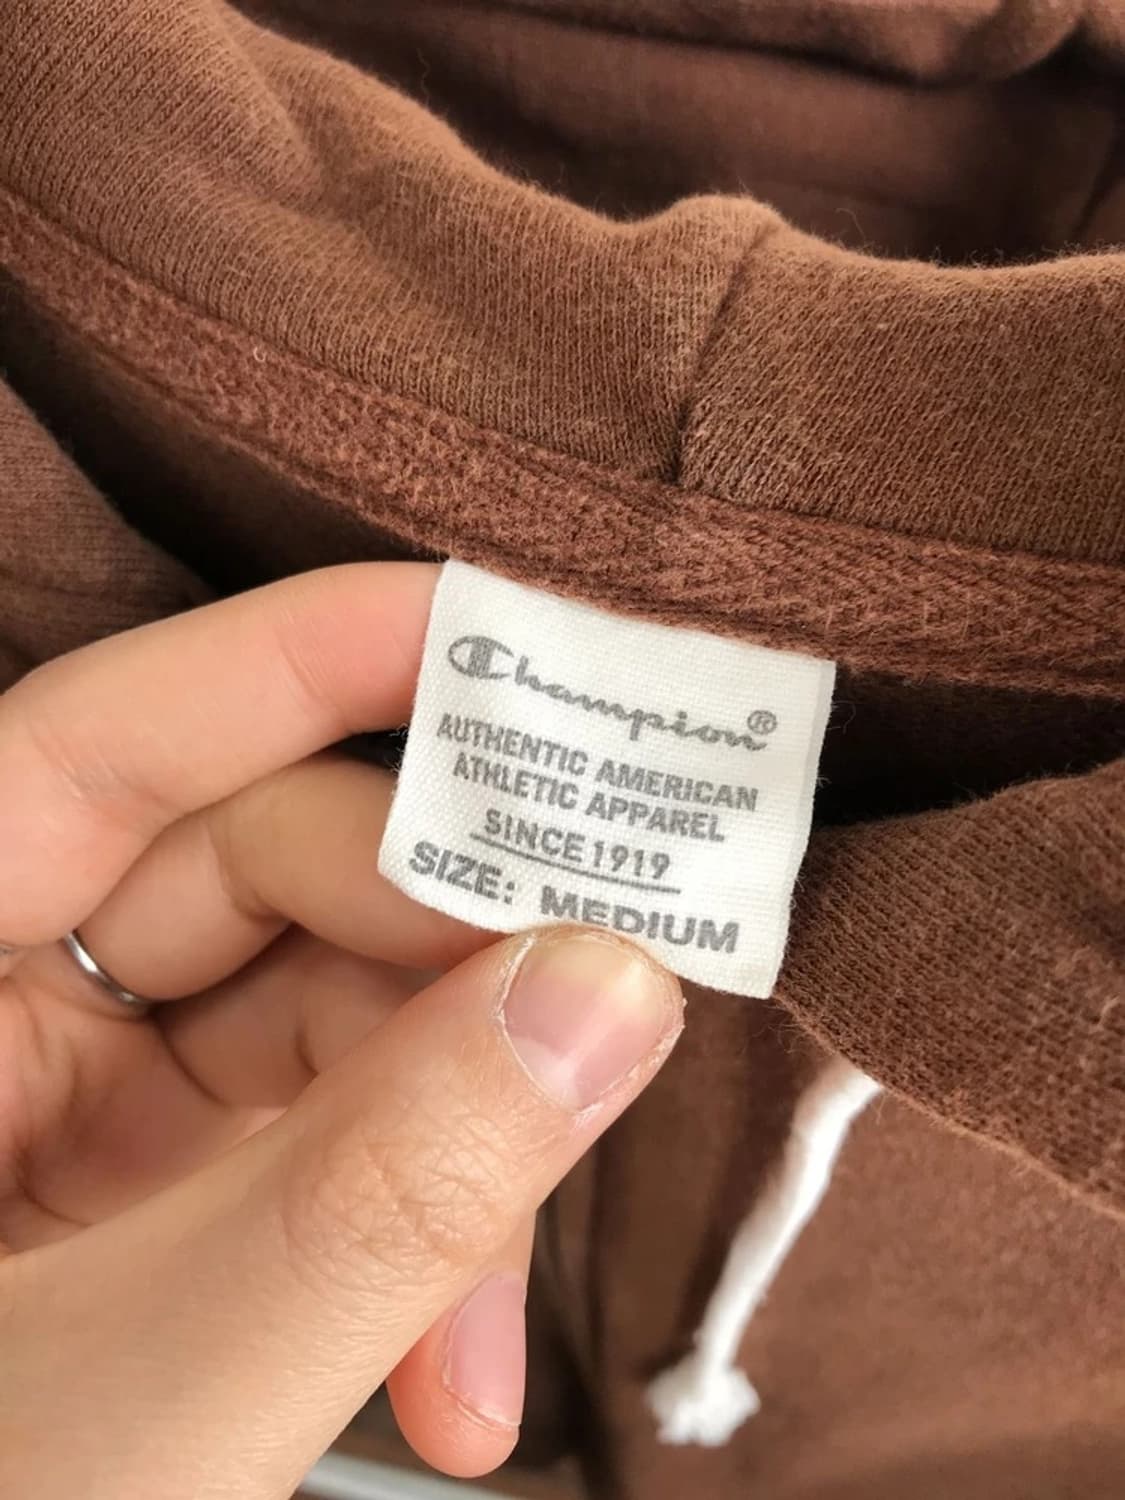 Champion®
AUTHENTIC AMERICAN
ATHLETIC APPAREL
SINCE 1919
SIZE: MEDIUM